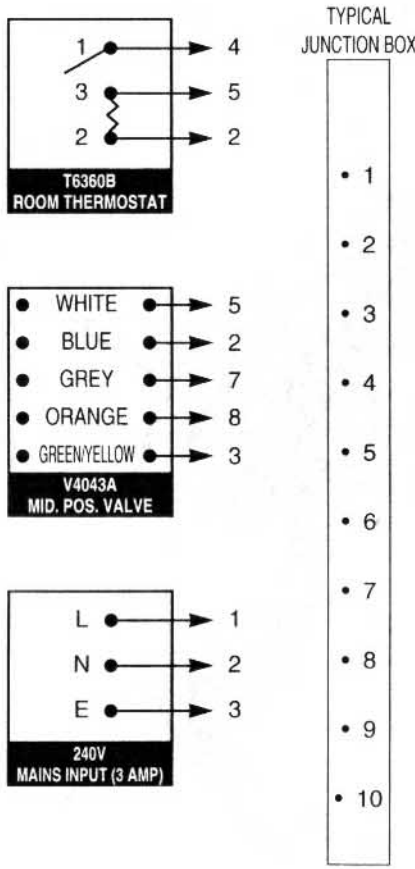 TYPICAL
JUNCTION BOX
1 4
3 5
2 2
T6360B
ROOM THERMOSTAT
WHITE 5
BLUE 2
GREY 7
ORANGE 8
GREEN/YELLOW 3
V4043A
MID. POS. VALVE
L 1
N 2
E 3
240V
MAINS INPUT (3 AMP)
1
2
3
4
5
6
7
8
9
10